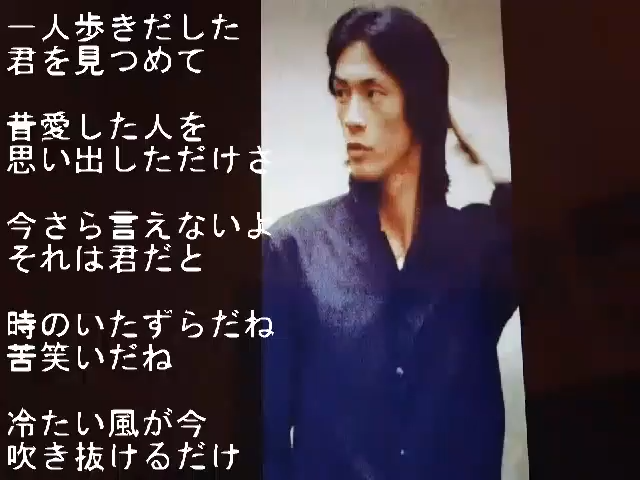 一人歩きだした
君を見つめて
昔愛した人を
思い出しただけさ
今さら言えないよ
それは君だと
時のいたずらだね
苦笑いだね
冷たい風が今
吹き抜けるだけ